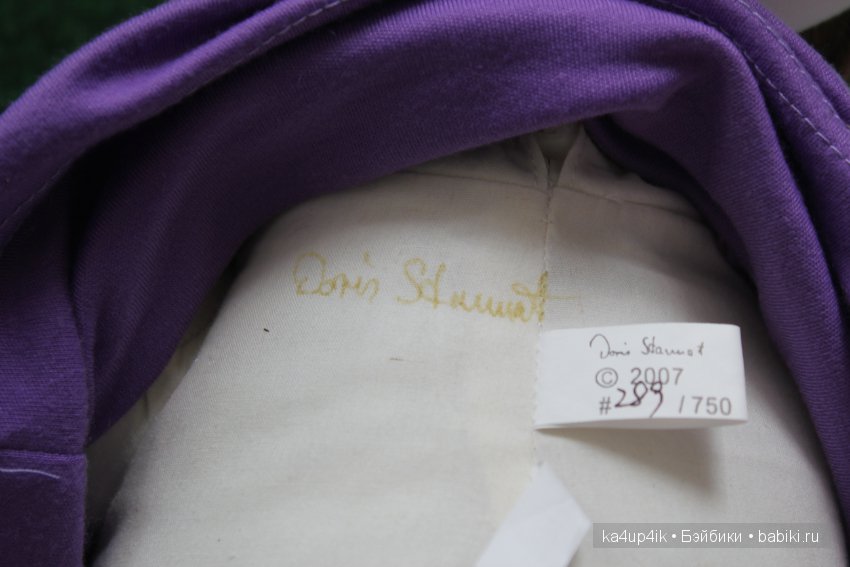 Doris Stannat
Doris Stannat
© 2007
#289 / 750
ka4up4ik • Бэйбики • babiki.ru